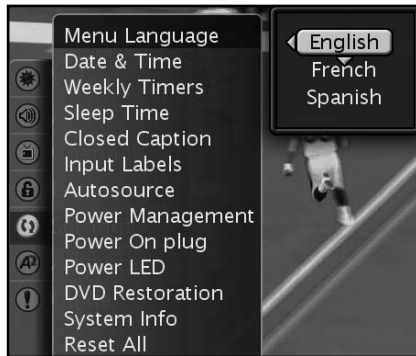 Menu Language
Date & Time
Weekly Timers
Sleep Time
Closed Caption
Input Labels
Autosource
Power Management
Power On plug
Power LED
DVD Restoration
System Info
Reset All
English
French
Spanish